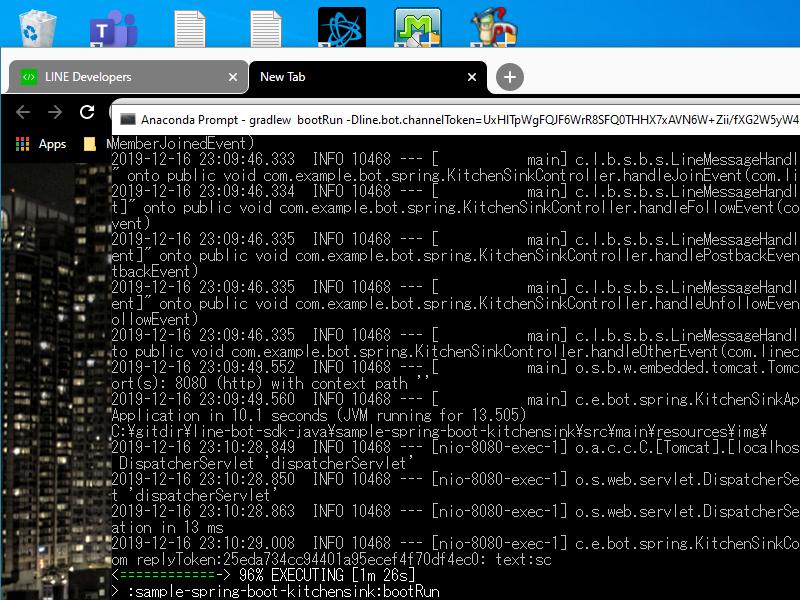 LINE Developers
New Tab
Apps
Anaconda Prompt - gradlew  bootRun -Dline.bot.channelToken=UxHITpWgFQJF6WrR8SFQ0THHX7xAVN6W+Zii/fXG2W5yW4
MemberJoinedEvent)
2019-12-16 23:09:46.333  INFO 10468 --- [           main] c.l.b.s.b.s.LineMessageHandl
" onto public void com.example.bot.spring.KitchenSinkController.handleJoinEvent(com.li
2019-12-16 23:09:46.334  INFO 10468 --- [           main] c.l.b.s.b.s.LineMessageHandl
t]" onto public void com.example.bot.spring.KitchenSinkController.handleFollowEvent(co
vent)
2019-12-16 23:09:46.335  INFO 10468 --- [           main] c.l.b.s.b.s.LineMessageHandl
ent]" onto public void com.example.bot.spring.KitchenSinkController.handlePostbackEven
tbackEvent)
2019-12-16 23:09:46.335  INFO 10468 --- [           main] c.l.b.s.b.s.LineMessageHandl
ent]" onto public void com.example.bot.spring.KitchenSinkController.handleUnfollowEven
ollowEvent)
2019-12-16 23:09:46.335  INFO 10468 --- [           main] c.l.b.s.b.s.LineMessageHandl
to public void com.example.bot.spring.KitchenSinkController.handleOtherEvent(com.linec
2019-12-16 23:09:49.552  INFO 10468 --- [           main] o.s.b.w.embedded.tomcat.Tomc
ort(s): 8080 (http) with context path ''
2019-12-16 23:09:49.560  INFO 10468 --- [           main] c.e.bot.spring.KitchenSinkAp
Application in 10.1 seconds (JVM running for 13.505)
C:¥gitdir¥line-bot-sdk-java¥sample-spring-boot-kitchensink¥src¥main¥resources¥img¥
2019-12-16 23:10:28.849  INFO 10468 --- [nio-8080-exec-1] o.a.c.c.C.[Tomcat].[localhos
 DispatcherServlet 'dispatcherServlet'
2019-12-16 23:10:28.850  INFO 10468 --- [nio-8080-exec-1] o.s.web.servlet.DispatcherSe
t 'dispatcherServlet'
2019-12-16 23:10:28.863  INFO 10468 --- [nio-8080-exec-1] o.s.web.servlet.DispatcherSe
ation in 13 ms
2019-12-16 23:10:29.008  INFO 10468 --- [nio-8080-exec-1] c.e.bot.spring.KitchenSinkCo
om replyToken:25eda734cc94401a95ecef4f70df4ec0: text:sc
<============-> 96% EXECUTING [1m 26s]
> :sample-spring-boot-kitchensink:bootRun